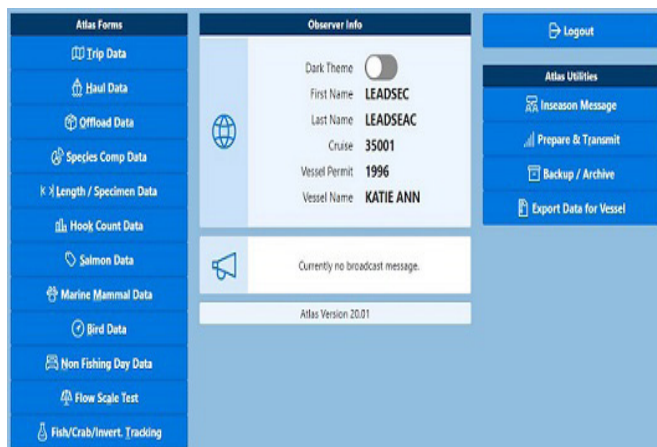 Atlas Forms
Trip Data
Haul Data
Offload Data
Species Comp Data
Length / Specimen Data
Hook Count Data
Salmon Data
Marine Mammal Data
Bird Data
Non Fishing Day Data
Flow Scale Test
Fish/Crab/Invert. Tracking
Observer Info
Dark Theme
First Name LEADSEC
Last Name LEADSEAC
Cruise 35001
Vessel Permit 1996
Vessel Name KATIE ANN
Currently no broadcast message.
Atlas Version 20.01
Logout
Atlas Utilities
Inseason Message
Prepare & Transmit
Backup / Archive
Export Data for Vessel